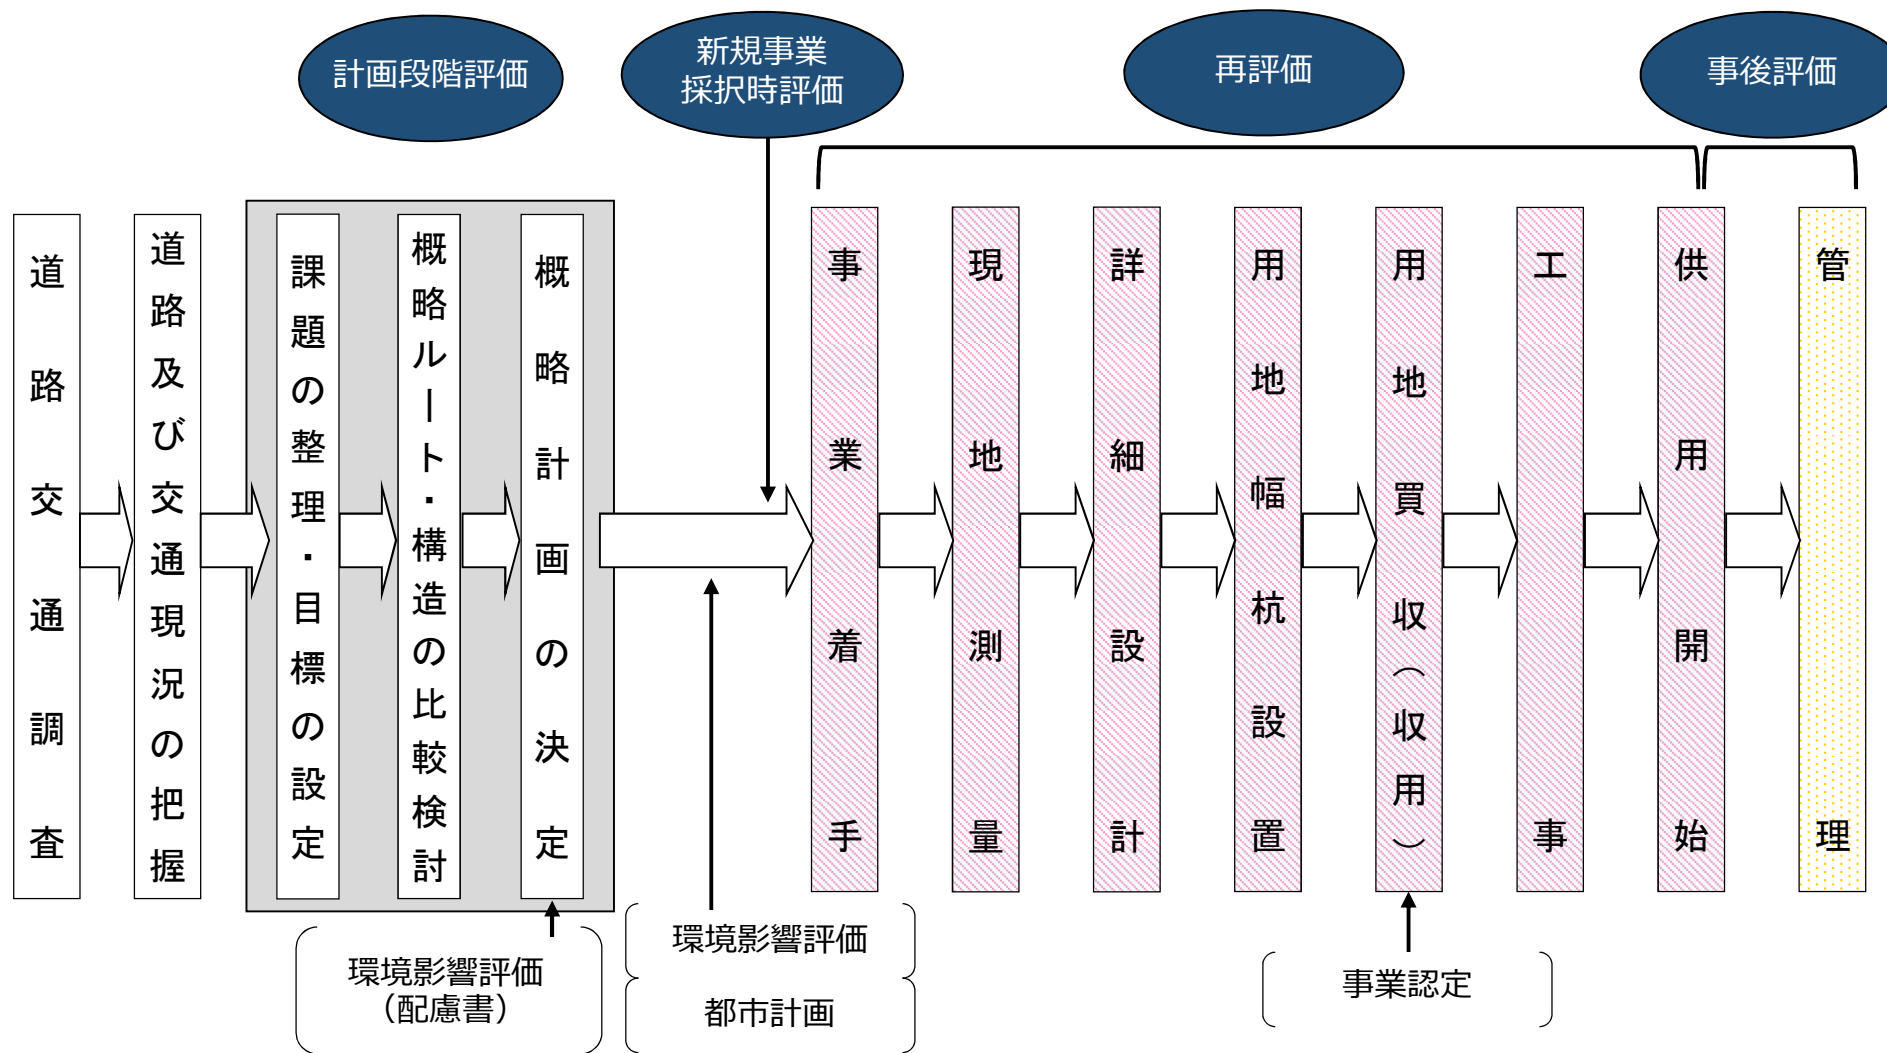 計画段階評価
新規事業
採択時評価
再評価
事後評価
道路交通調査
道路及び交通現況の把握
課題の整理・目標の設定
概略ルート・構造の比較検討
概略計画の決定
事業着手
現地測量
詳細設計
用地幅杭設置
用地買収（収用）
工事
供用開始
管理
環境影響評価
（配慮書）
環境影響評価
都市計画
事業認定